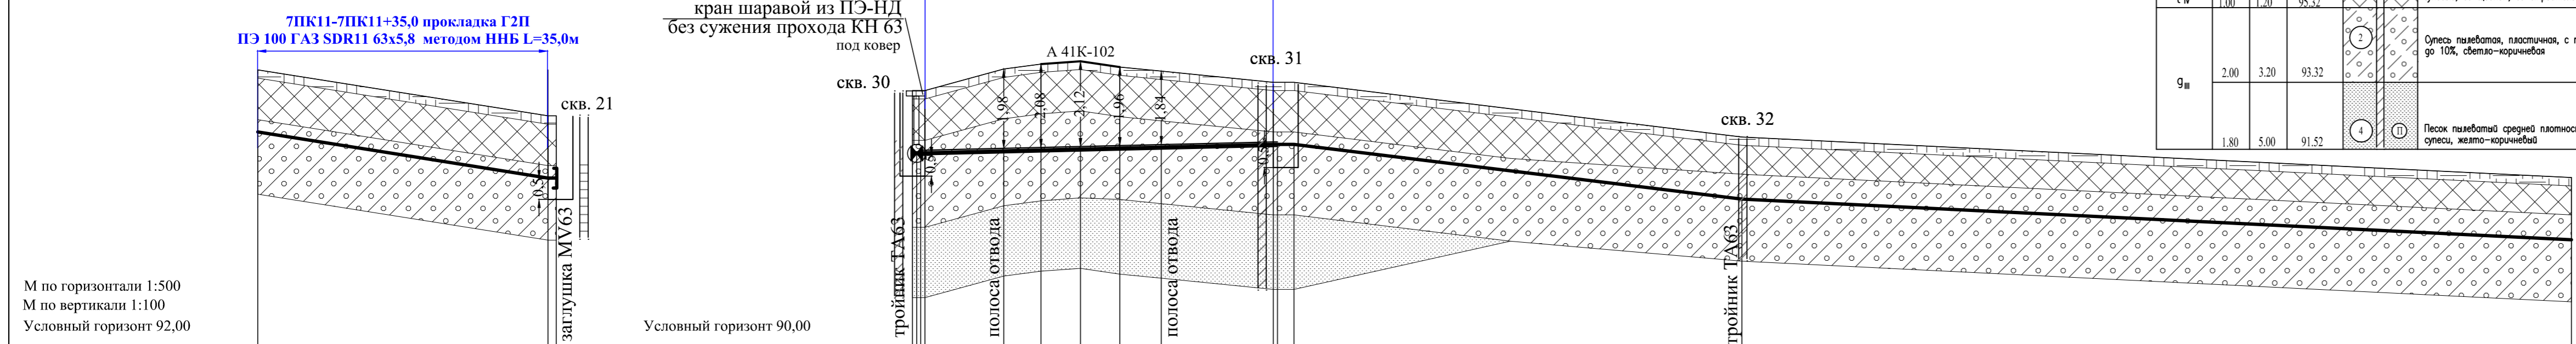 7ПК11-7ПК11+35,0 прокладка Г2П
ПЭ 100 ГАЗ SDR11 63х5,8 методом ННБ L=35,0м
скв. 21
0,5
заглушка MV63
М по горизонтали 1:500
М по вертикали 1:100
Условный горизонт 92,00
кран шаравой из ПЭ-НД
без сужения прохода КН 63
под ковер
скв. 30
А 41К-102
скв. 31
1,98
2,08
2,12
1,96
1,84
тройник ТА63
полоса отвода
полоса отвода
Условный горизонт 90,00
скв. 32
тройник ТА63
1.00 1.20 95.32
2
Супесь пылеватая, пластичная, с
до 10%, светло-коричневая
2.00 3.20 93.32
gIII
4
П
Песок пылеватый средней плотнос
супеси, желто-коричневый
1.80 5.00 91.52